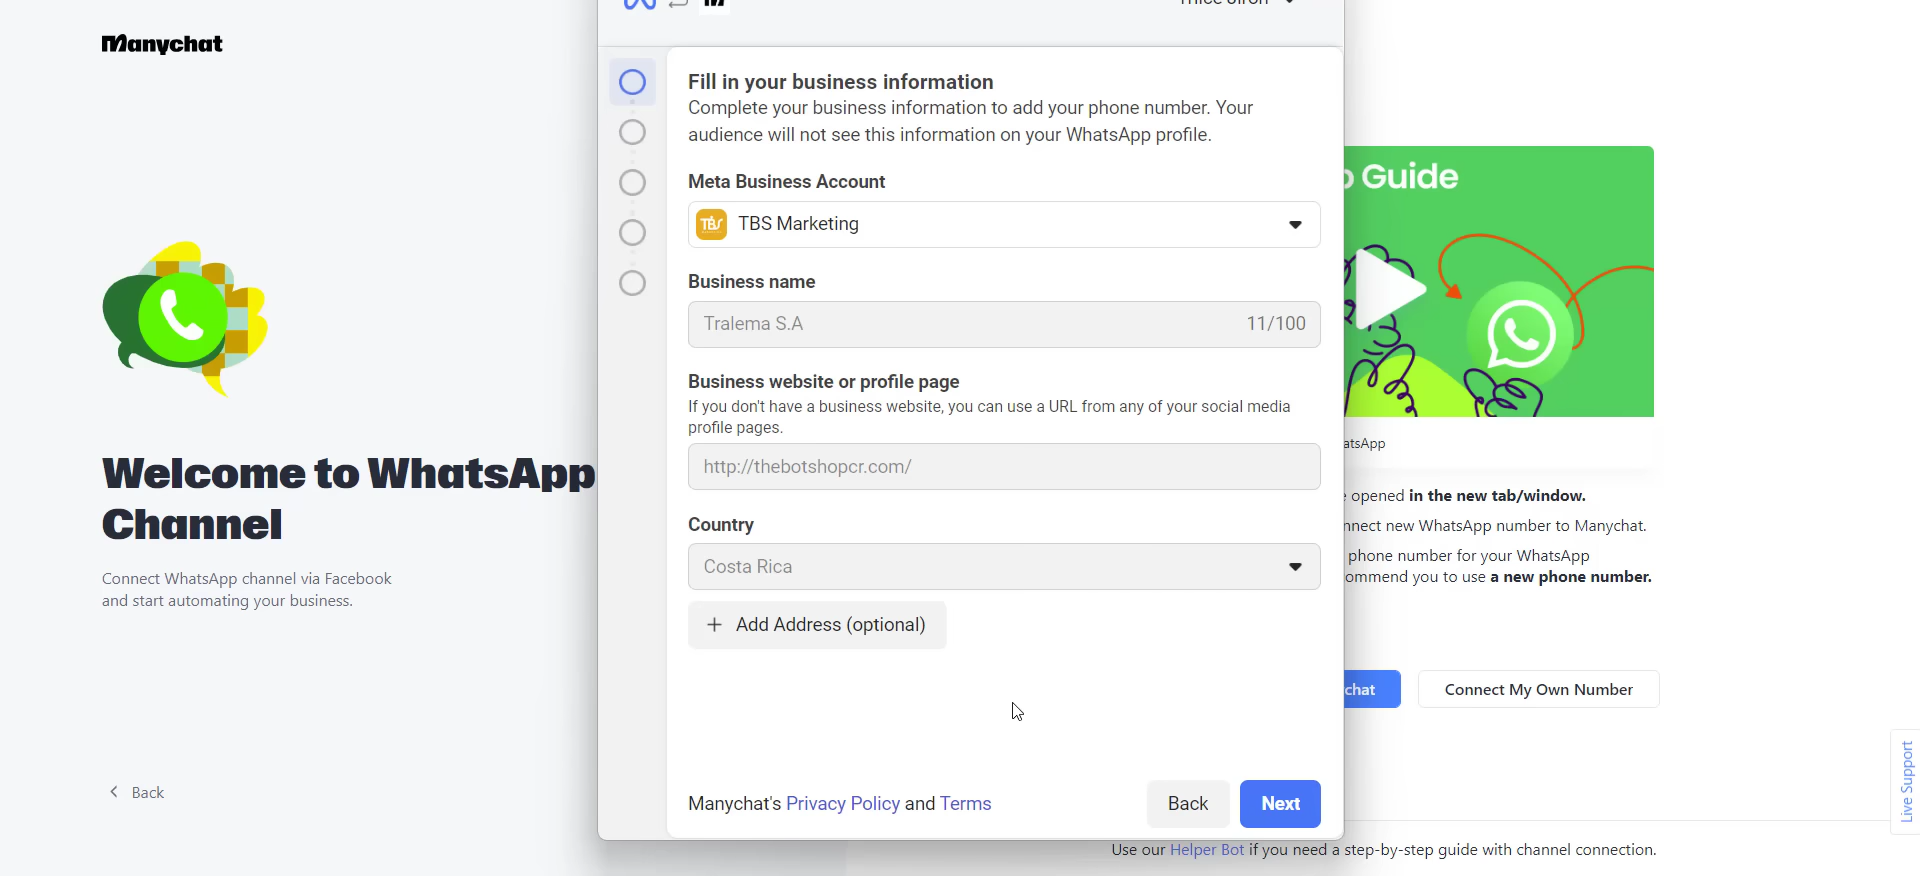 Manychat
Welcome to WhatsApp
Channel
Connect WhatsApp channel via Facebook
and start automating your business.
Back
Fill in your business information
Complete your business information to add your phone number. Your
audience will not see this information on your WhatsApp profile.
Meta Business Account
TBS
TBS Marketing
Business name
Tralema S.A
11/100
Business website or profile page
If you don't have a business website, you can use a URL from any of your social media
profile pages.
http://thebotshopcr.com/
Country
Costa Rica
+ Add Address (optional)
Manychat's Privacy Policy and Terms
Back
Next
Guide
atsApp
opened in the new tab/window.
nnect new WhatsApp number to Manychat.
phone number for your WhatsApp
ommend you to use a new phone number.
chat
Connect My Own Number
Live Support
Use our Helper Bot if you need a step-by-step guide with channel connection.